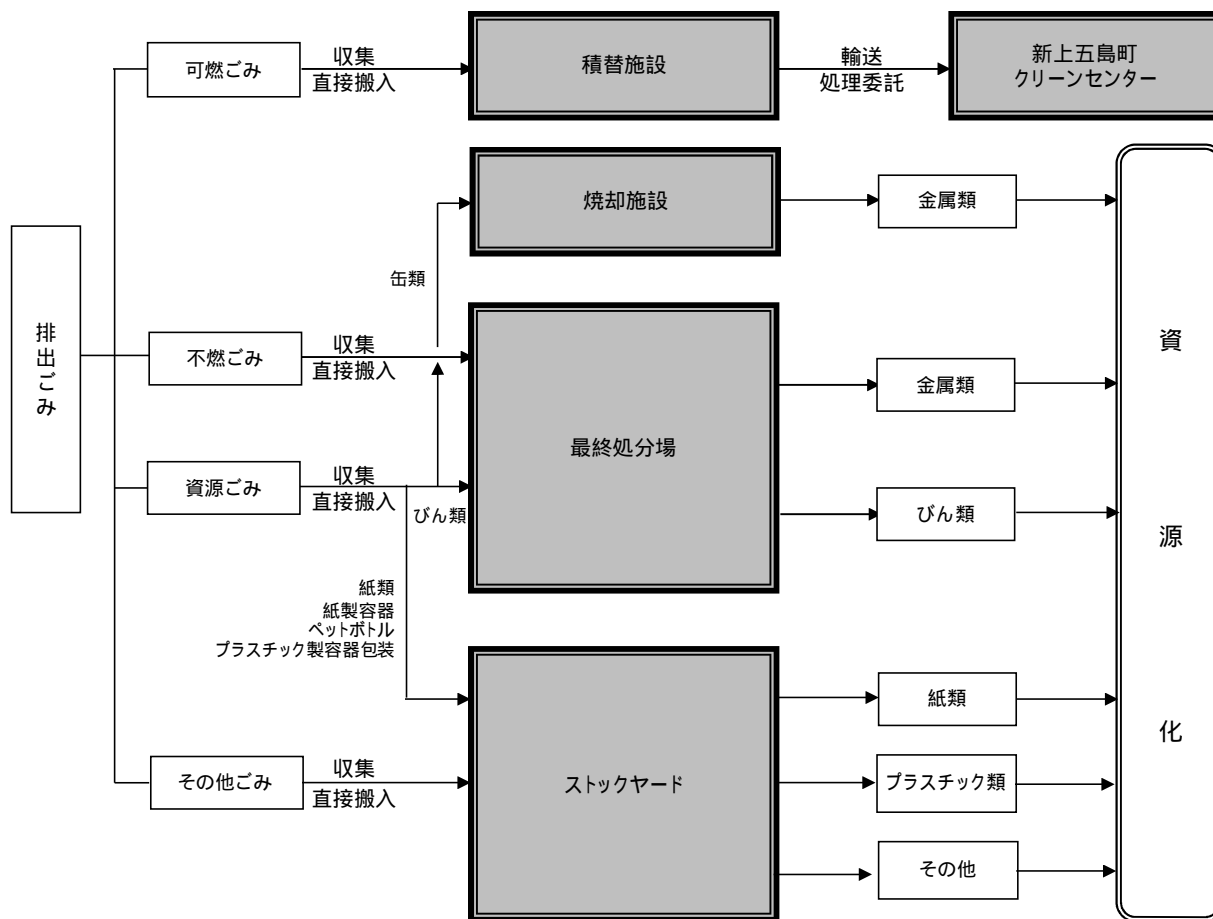 排出ごみ
可燃ごみ
収集
直接搬入
積替施設
輸送
処理委託
新上五島町
クリーンセンター
焼却施設
金属類
缶類
不燃ごみ
収集
直接搬入
最終処分場
金属類
資源ごみ
収集
直接搬入
びん類
びん類
紙類
紙製容器
ペットボトル
プラスチック製容器包装
ストックヤード
紙類
その他ごみ
収集
直接搬入
プラスチック類
その他
資源化